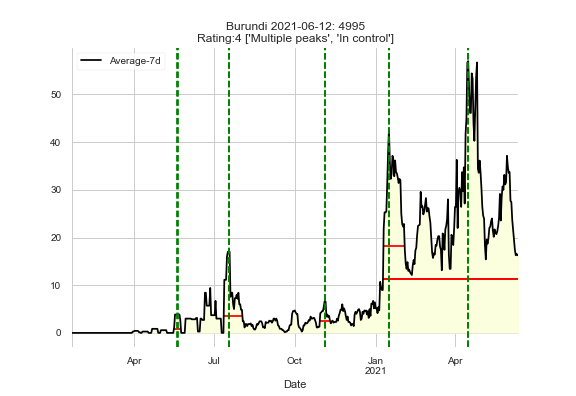 Burundi 2021-06-12: 4995
Rating:4 ['Multiple peaks', 'In control']
Average-7d
60
50
40
30
20
10
0
Apr
Jul
Oct
Jan
2021
Apr
Date